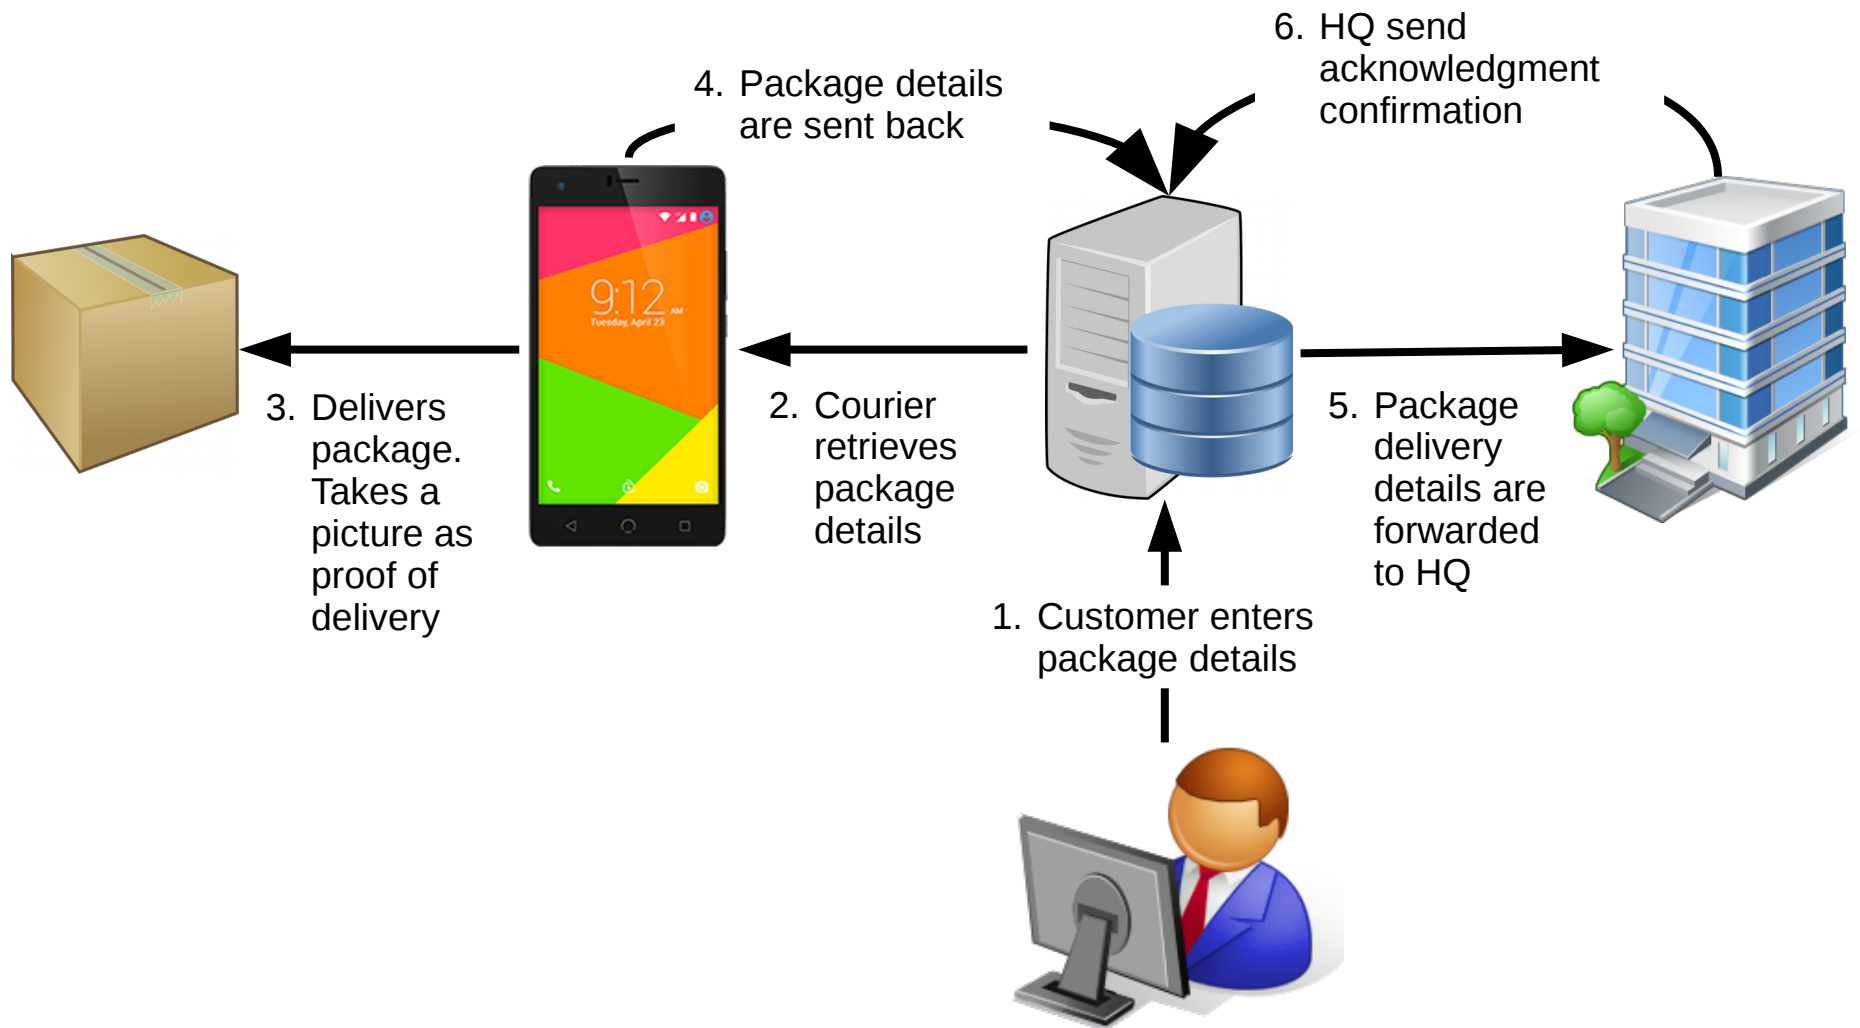 6. HQ send
acknowledgment
confirmation
4. Package details
are sent back
9:12 AM
Tuesday, April 23
3. Delivers
package.
Takes a
picture as
proof of
delivery
2. Courier
retrieves
package
details
5. Package
delivery
details are
forwarded
to HQ
1. Customer enters
package details